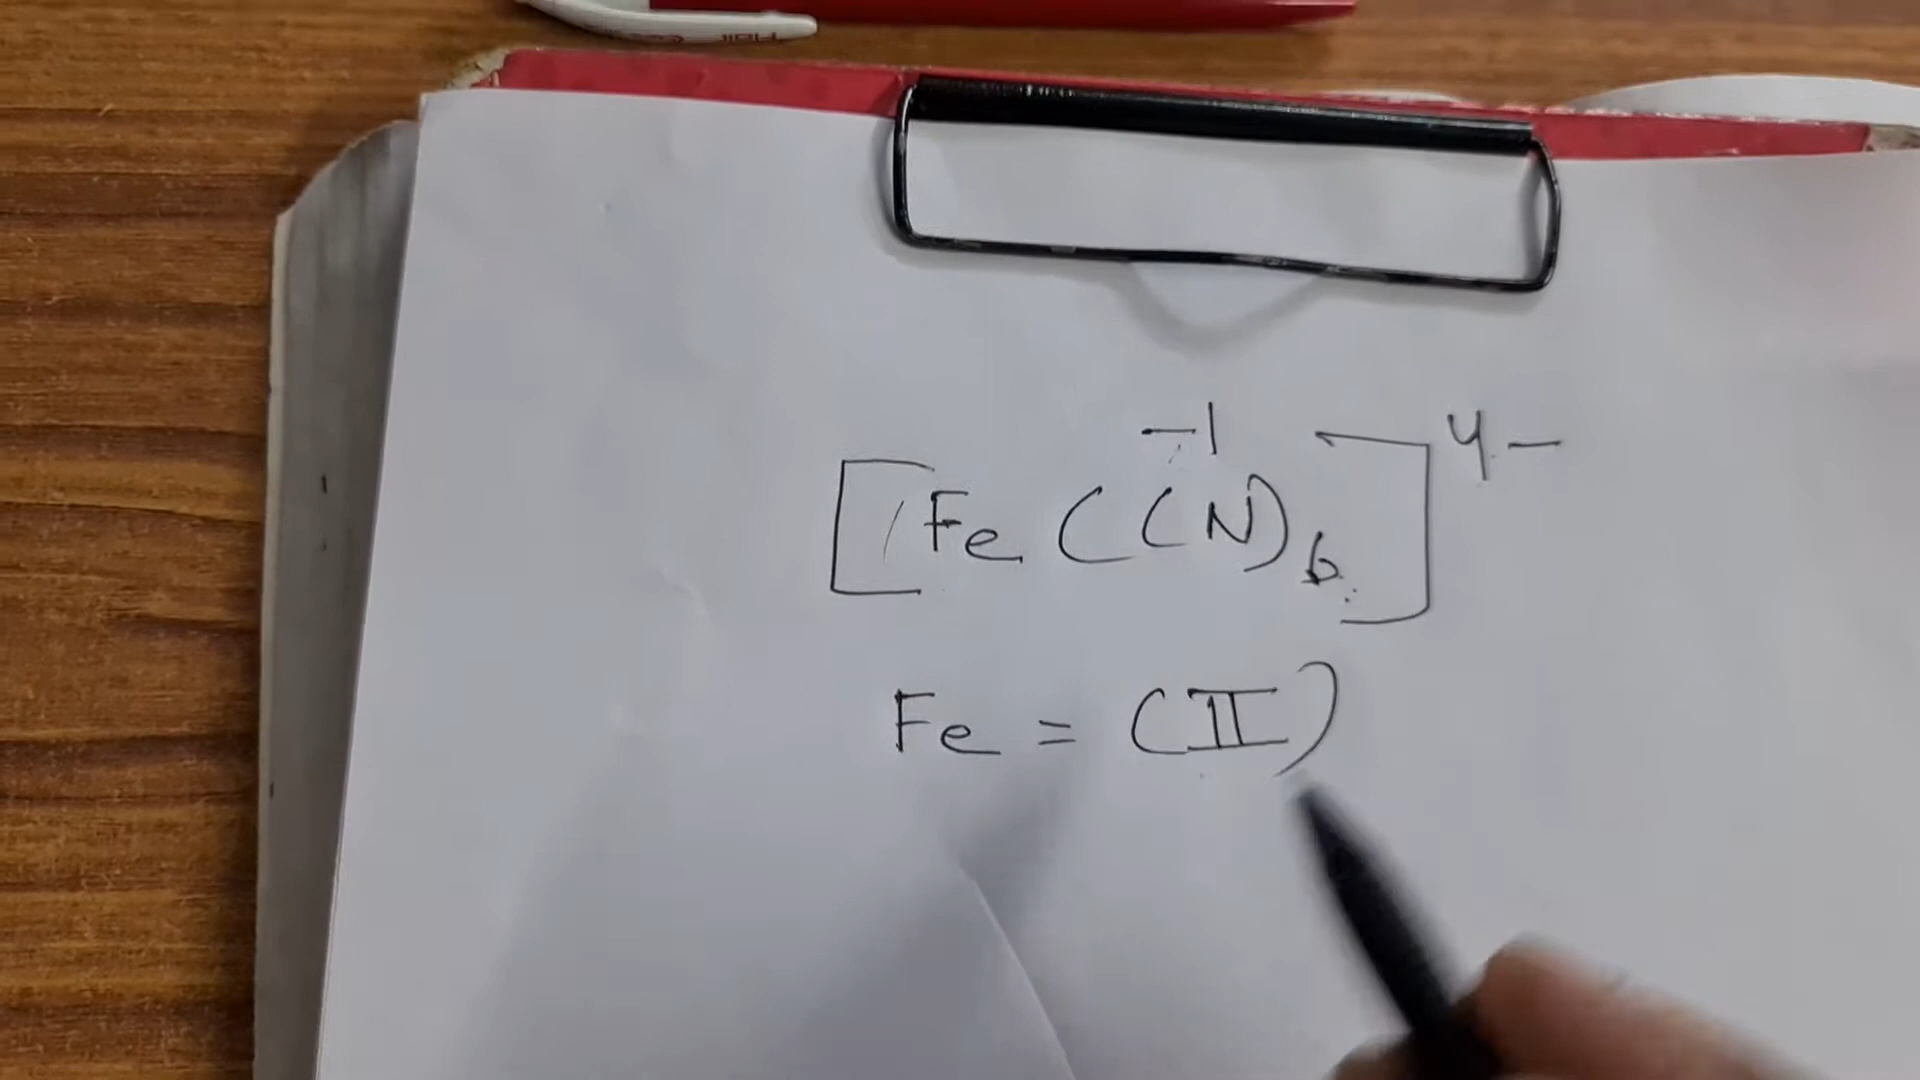 [Fe(CN)₆]⁴⁻
-1
Fe = (II)